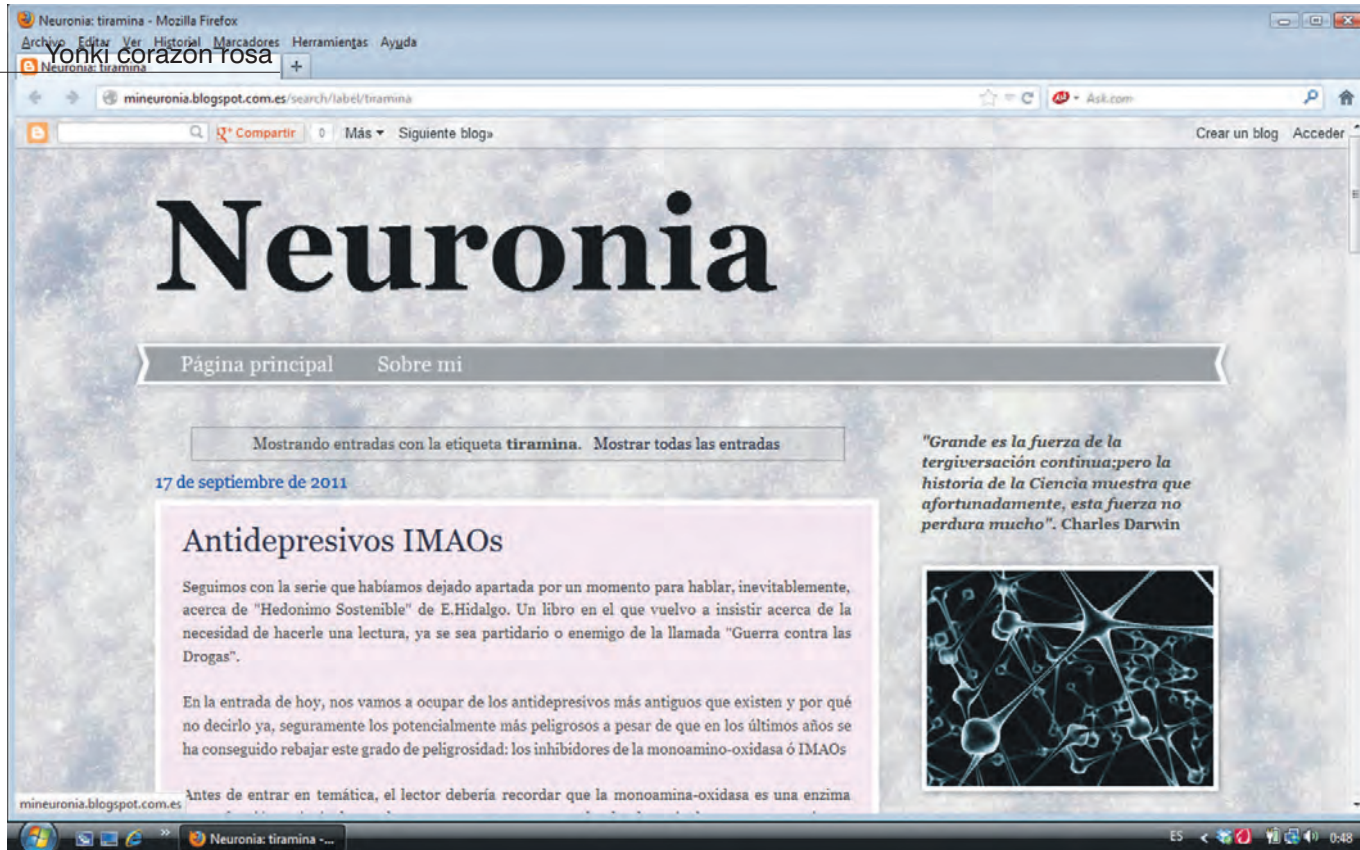 Neuronia: tiramina - Mozilla Firefox
Archivo Editar Ver Historial Marcadores Herramientas Ayuda
Yonki corazón rosa
Neuronia: tiramina +
mineuronia.blogspot.com.es/search/label/tiramina Ask.com
Compartir 0 Más Siguiente blog» Crear un blog Acceder
Neuronia
Página principal Sobre mi
Mostrando entradas con la etiqueta tiramina. Mostrar todas las entradas
17 de septiembre de 2011
Antidepresivos IMAOs
Seguimos con la serie que habíamos dejado apartada por un momento para hablar, inevitablemente,
acerca de "Hedonimo Sostenible" de E.Hidalgo. Un libro en el que vuelvo a insistir acerca de la
necesidad de hacerle una lectura, ya se sea partidario o enemigo de la llamada "Guerra contra las
Drogas".
En la entrada de hoy, nos vamos a ocupar de los antidepresivos más antiguos que existen y por qué
no decirlo ya, seguramente los potencialmente más peligrosos a pesar de que en los últimos años se
ha conseguido rebajar este grado de peligrosidad: los inhibidores de la monoamino-oxidasa ó IMAOs
Antes de entrar en temática, el lector debería recordar que la monoamina-oxidasa es una enzima
"Grande es la fuerza de la
tergiversación continua;pero la
historia de la Ciencia muestra que
afortunadamente, esta fuerza no
perdura mucho". Charles Darwin
mineuronia.blogspot.com.es
Neuronia: tiramina -... ES 0:48